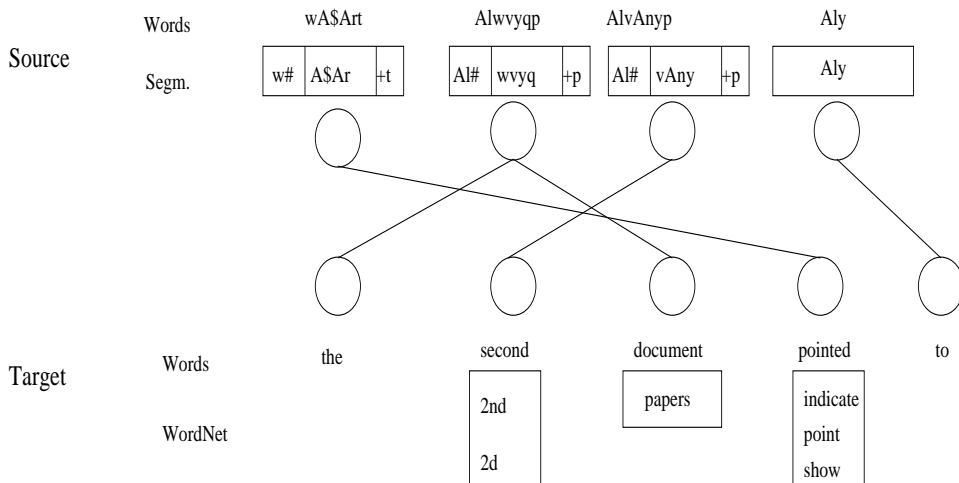 Words wA$Art Alwvyqp AlvAnyp Aly
Source
Segm. w# A$Ar +t Al# wvyq +p Al# vAny +p Aly
Words the second document pointed to
Target
WordNet
2nd papers indicate
point
2d show